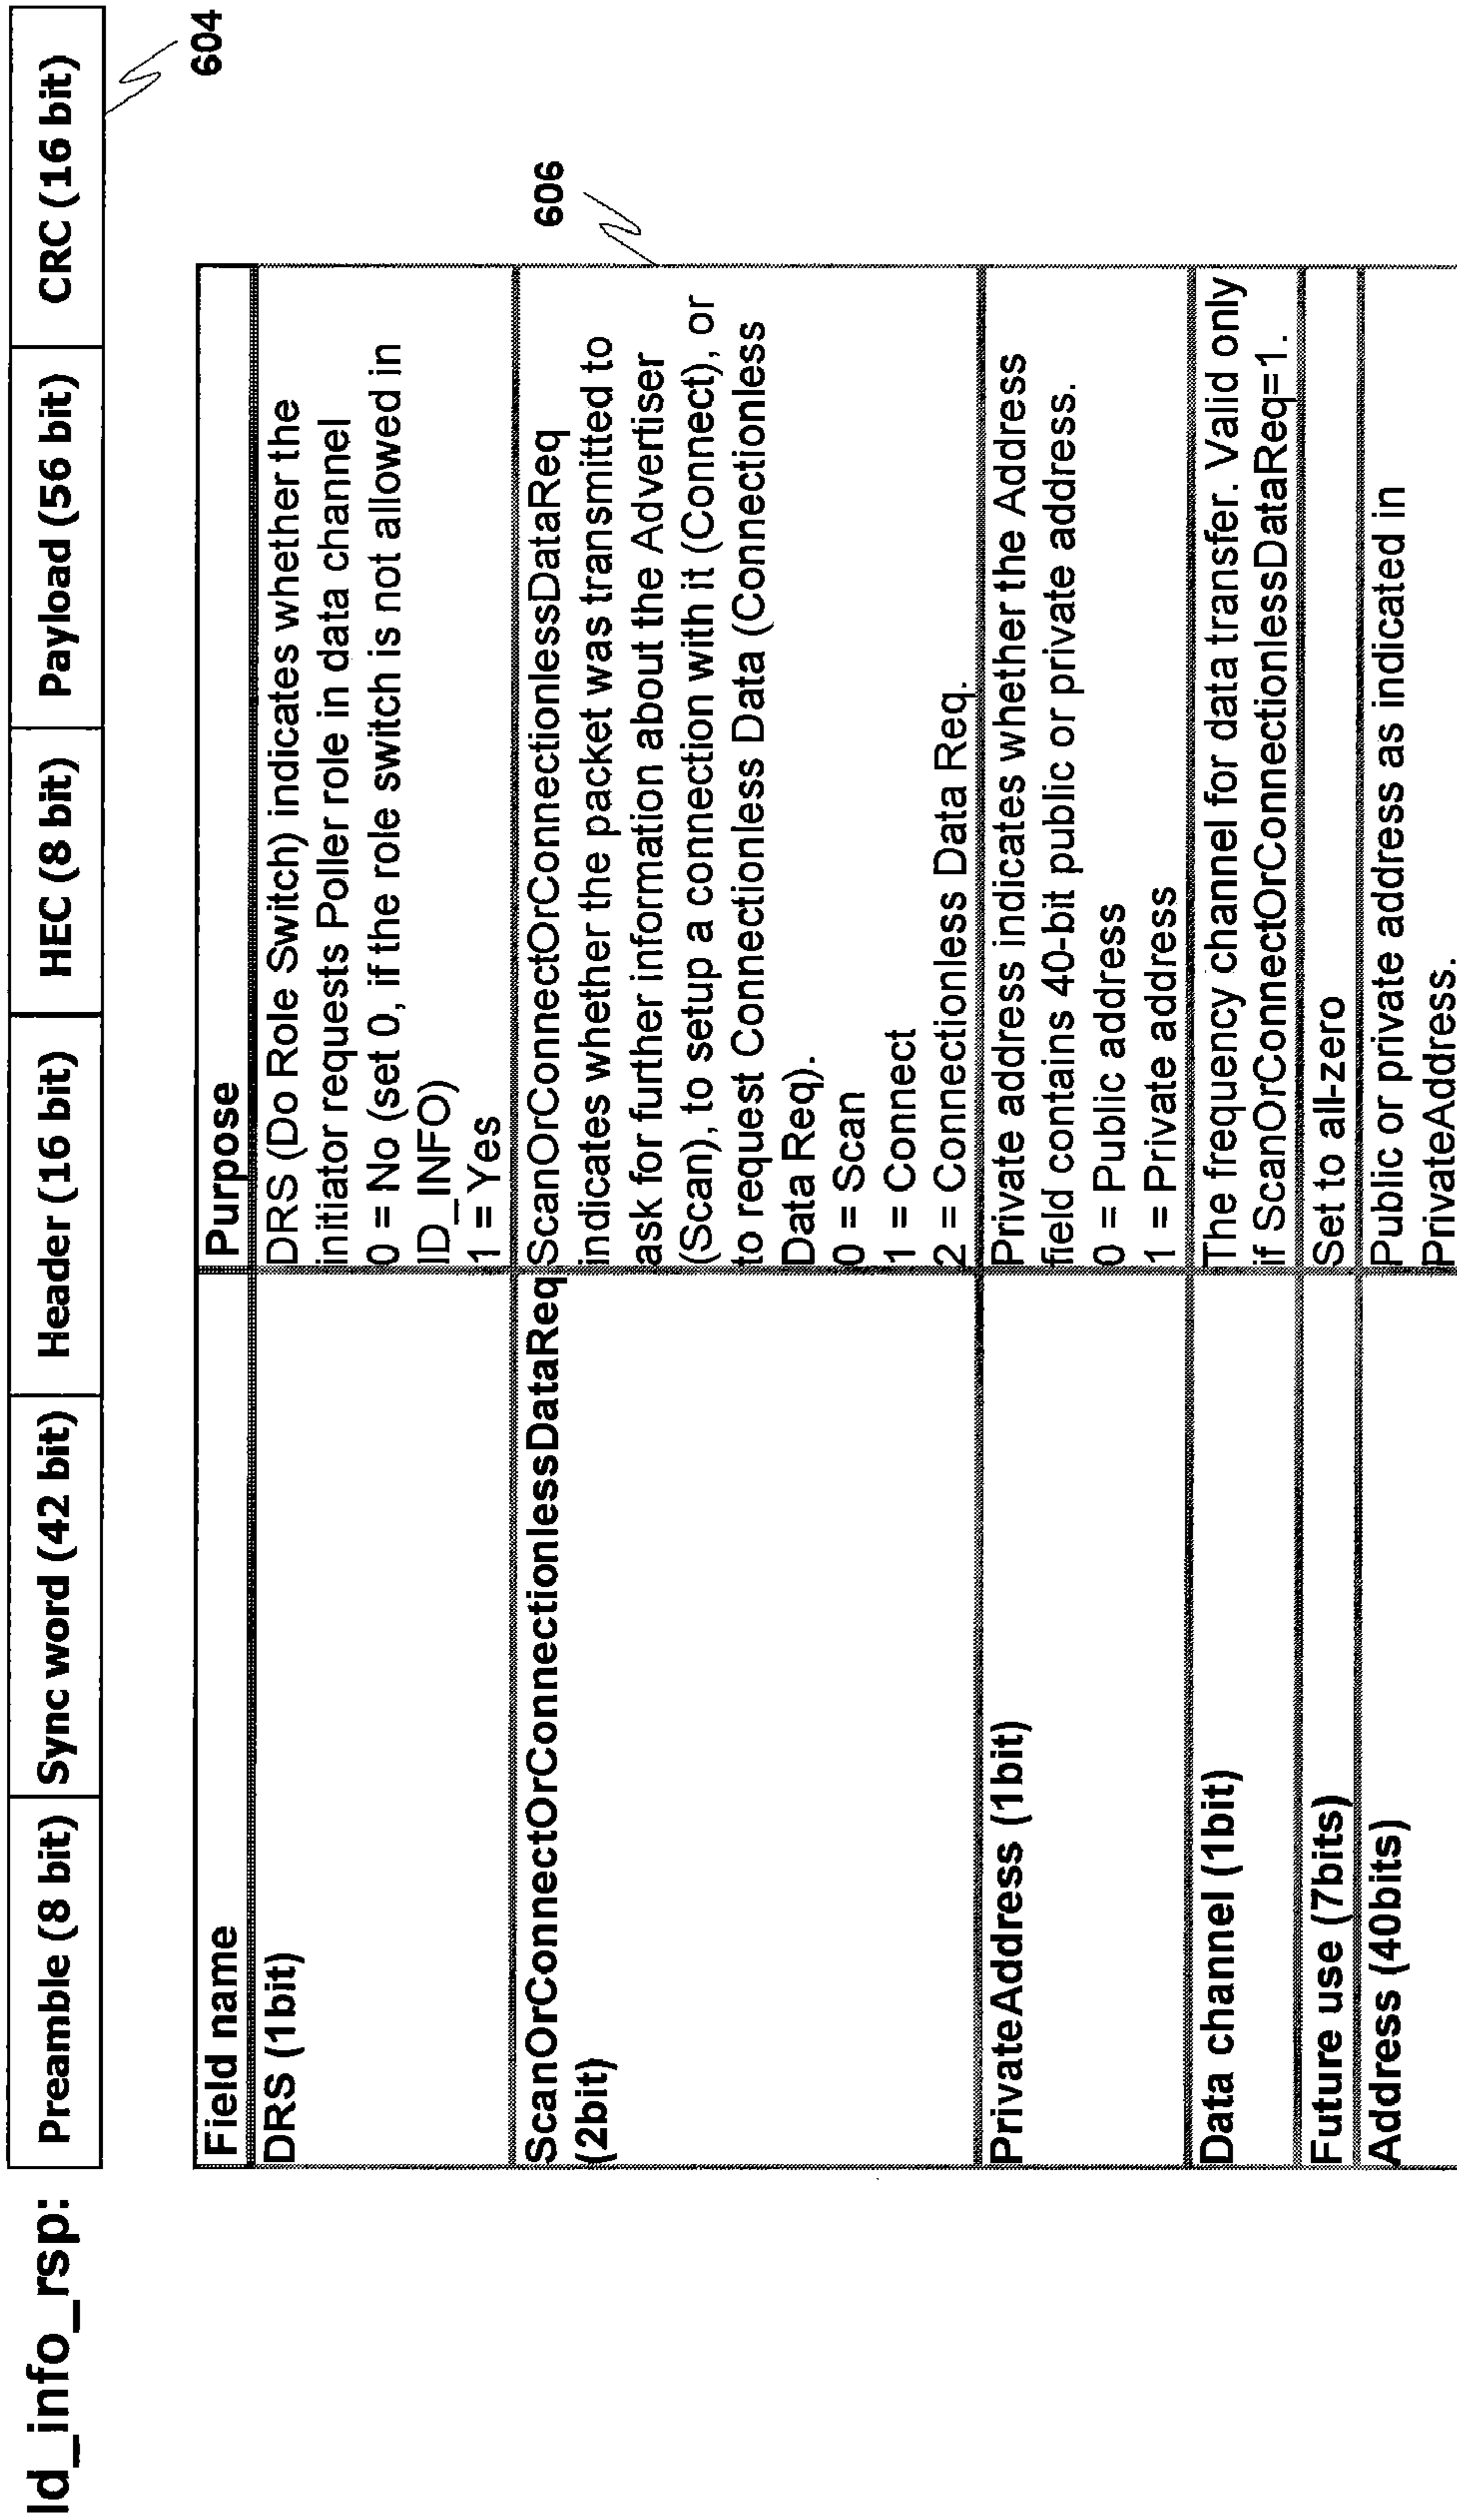 Id_info_rsp:
Preamble (8 bit) Sync word (42 bit) Header (16 bit) HEC (8 bit) Payload (56 bit) CRC (16 bit)
604
606
Field name Purpose
DRS (1bit) DRS (Do Role Switch) indicates whether the
initiator requests Poller role in data channel
0 = No (set 0, if the role switch is not allowed in
ID_INFO)
1 = Yes
ScanOrConnectOrConnectionlessDataReq ScanOrConnectOrConnectionlessDataReq
(2bit) indicates whether the packet was transmitted to
ask for further information about the Advertiser
(Scan), to setup a connection with it (Connect), or
to request Connectionless Data (Connectionless
Data Req).
0 = Scan
1 = Connect
2 = Connectionless Data Req.
PrivateAddress (1bit) Private address indicates whether the Address
field contains 40-bit public or private address.
0 = Public address
1 = Private address
Data channel (1bit) The frequency channel for data transfer. Valid only
if ScanOrConnectOrConnectionlessDataReq=1.
Future use (7bits) Set to all-zero
Address (40bits) Public or private address as indicated in
PrivateAddress.